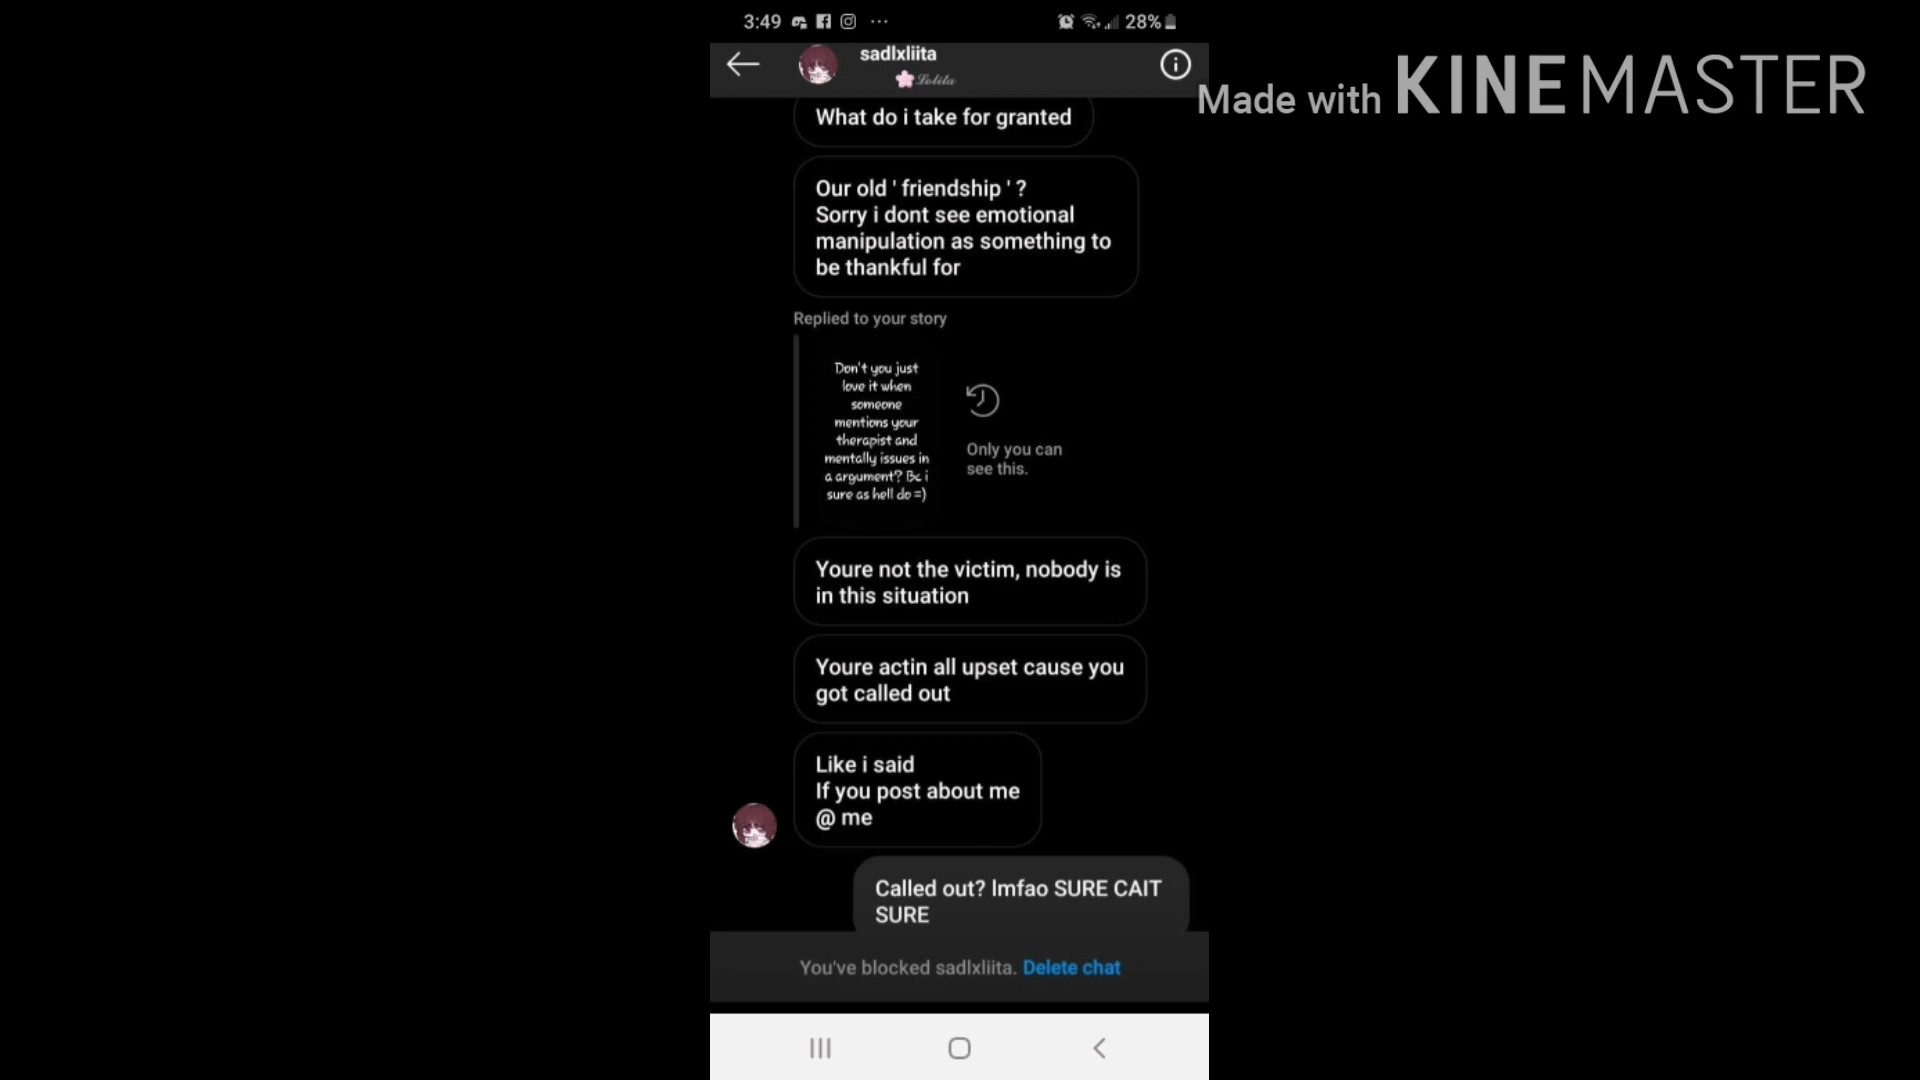 3:49
28%
sadlxliita
Lolita
Made with KINEMASTER
What do i take for granted
Our old ' friendship ' ?
Sorry i dont see emotional
manipulation as something to
be thankful for
Replied to your story
Don't you just
love it when
someone
mentions your
therapist and
mentally issues in
a argument? Bc i
sure as hell do =)
Only you can
see this.
Youre not the victim, nobody is
in this situation
Youre actin all upset cause you
got called out
Like i said
If you post about me
@ me
Called out? lmfao SURE CAIT
SURE
You've blocked sadlxliita. Delete chat